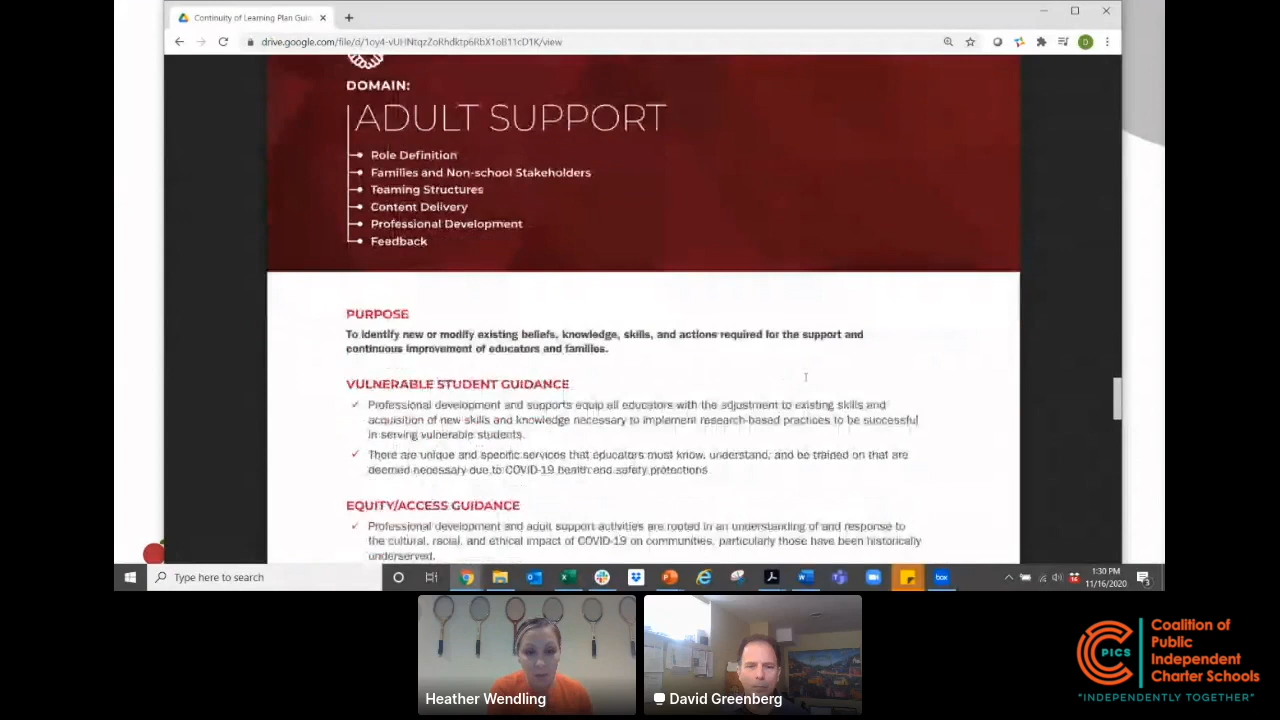 Continuity of Learning Plan Guid
drive.google.com/file/d/1oy4-vUHNtqzZoRhdktp6RbX1oB11cD1K/view
DOMAIN:
ADULT SUPPORT
Role Definition
Families and Non-school Stakeholders
Teaming Structures
Content Delivery
Professional Development
Feedback
PURPOSE
To identify new or modify existing beliefs, knowledge, skills, and actions required for the support and
continuous improvement of educators and families.
VULNERABLE STUDENT GUIDANCE
Professional development and supports equip all educators with the adjustment to existing skills and
acquisition of new skills and knowledge necessary to implement research-based practices to be successful
in serving vulnerable students.
There are unique and specific services that educators must know, understand, and be trained on that are
deemed necessary due to COVID-19 health and safety protections
EQUITY/ACCESS GUIDANCE
Professional development and adult support activities are rooted in an understanding of and response to
the cultural, racial, and ethical impact of COVID-19 on communities, particularly those have been historically
underserved.
Type here to search
box
1:30 PM
11/16/2020
Heather Wendling
David Greenberg
PICS
Coalition of
Public
Independent
Charter Schools
"INDEPENDENTLY TOGETHER"